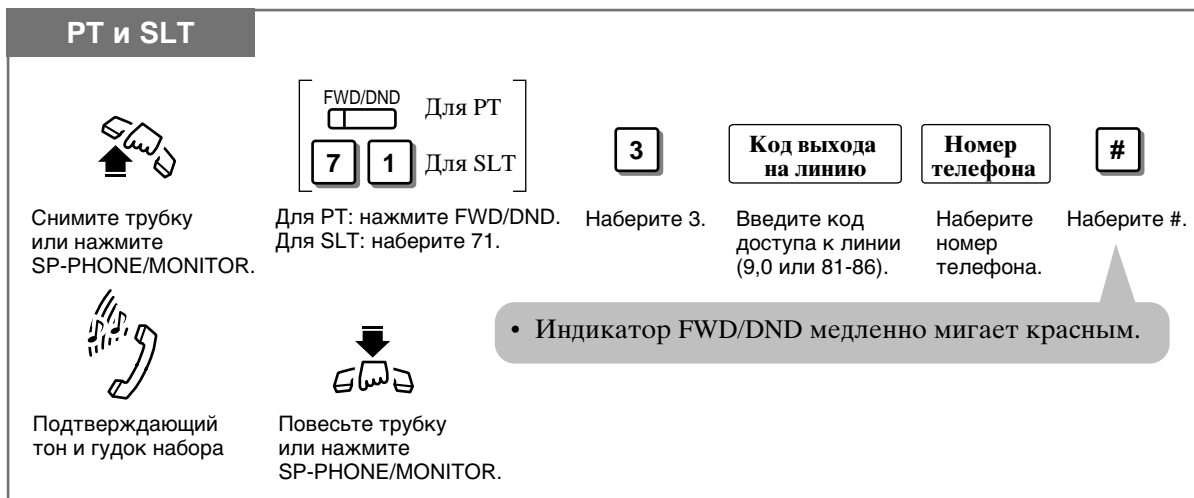 PT и SLT
FWD/DND
Для PT
7 1 Для SLT
3
Код выхода
на линию
Номер
телефона
#
Снимите трубку
или нажмите
SP-PHONE/MONITOR.
Для PT: нажмите FWD/DND.
Для SLT: наберите 71.
Наберите 3.
Введите код
доступа к линии
(9,0 или 81-86).
Наберите
номер
телефона.
Наберите #.
• Индикатор FWD/DND медленно мигает красным.
Подтверждающий
тон и гудок набора
Повесьте трубку
или нажмите
SP-PHONE/MONITOR.